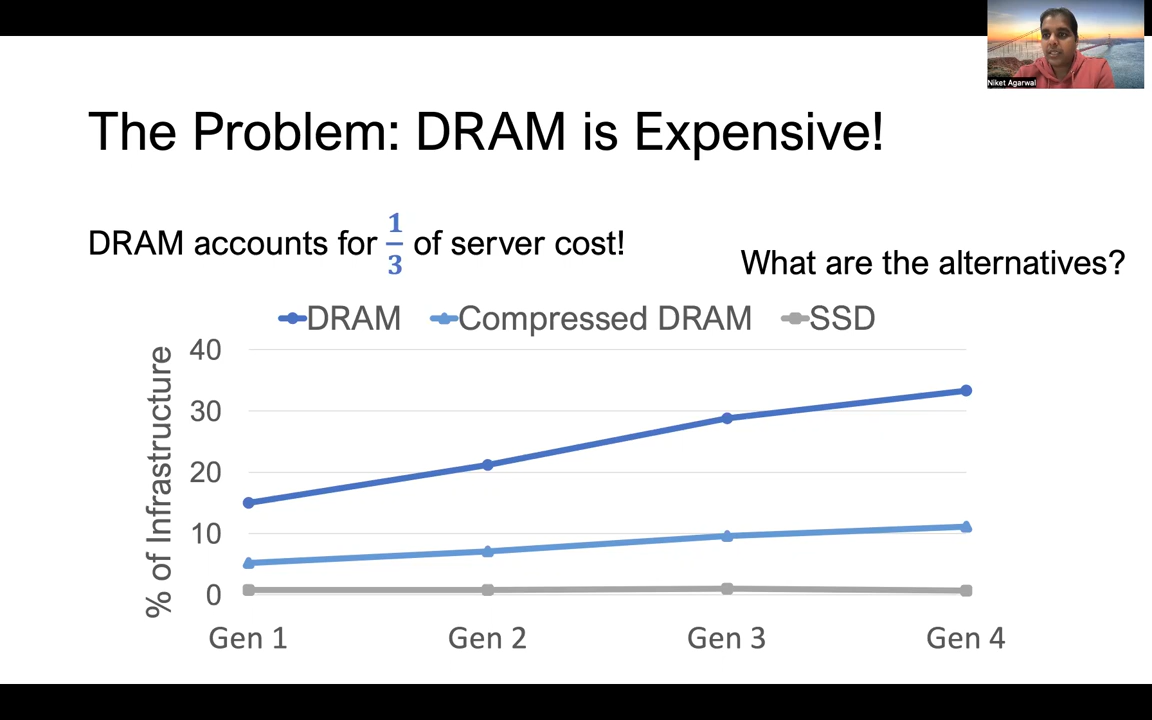 Niket Agarwal
The Problem: DRAM is Expensive!
DRAM accounts for 1/3 of server cost!
What are the alternatives?
DRAM Compressed DRAM SSD
% of Infrastructure
40
30
20
10
0
Gen 1 Gen 2 Gen 3 Gen 4